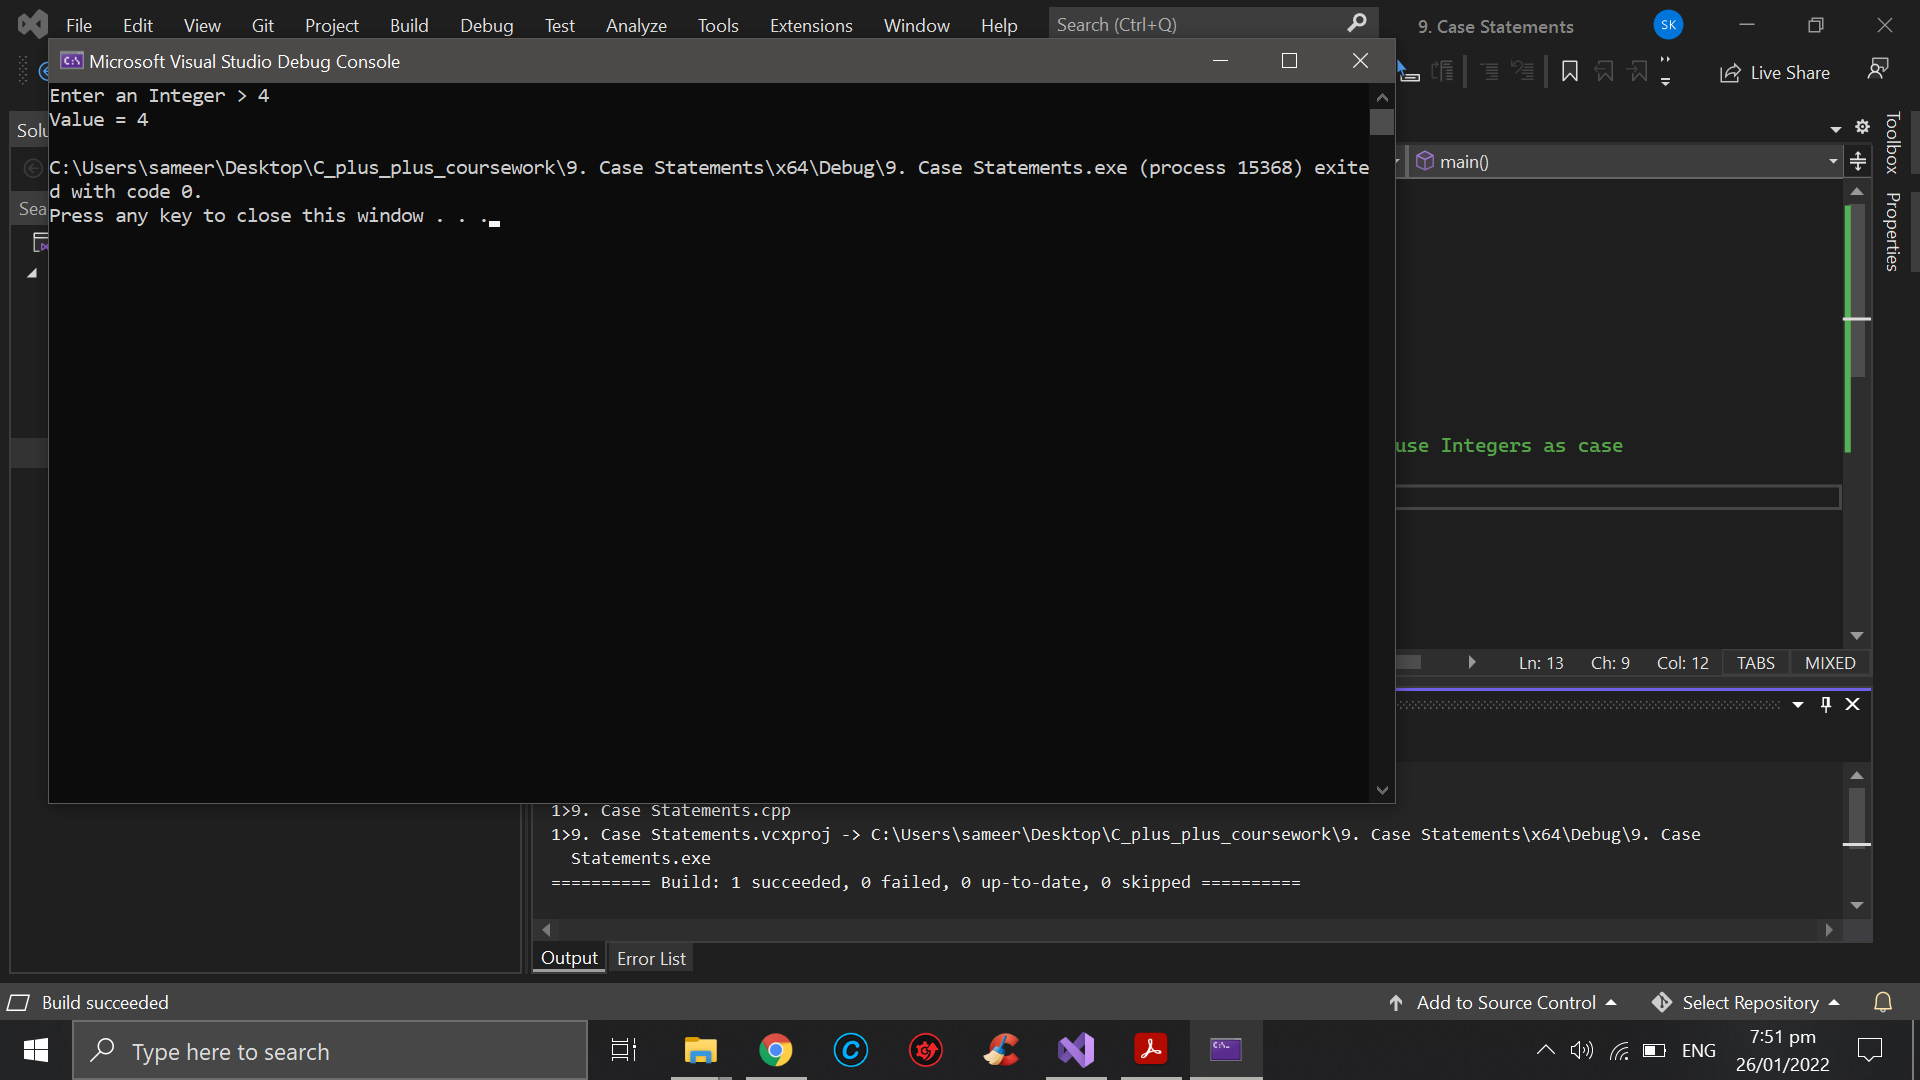 File Edit View Git Project Build Debug Test Analyze Tools Extensions Window Help Search (Ctrl+Q) 9. Case Statements SK
Microsoft Visual Studio Debug Console
Live Share
Enter an Integer > 4
Value = 4
C:\Users\sameer\Desktop\C_plus_plus_coursework\9. Case Statements\x64\Debug\9. Case Statements.exe (process 15368) exite
d with code 0.
Press any key to close this window . . .
Solu
Sea
main()
Toolbox
Properties
use Integers as case
Ln: 13 Ch: 9 Col: 12 TABS MIXED
1>9. Case Statements.cpp
1>9. Case Statements.vcxproj -> C:\Users\sameer\Desktop\C_plus_plus_coursework\9. Case Statements\x64\Debug\9. Case
Statements.exe
========== Build: 1 succeeded, 0 failed, 0 up-to-date, 0 skipped ==========
Output Error List
Build succeeded Add to Source Control Select Repository
Type here to search ENG 7:51 pm
26/01/2022